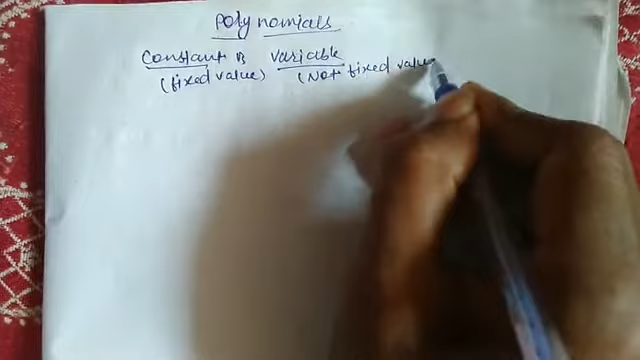 Polynomials
Constant & Variable
(fixed value) (Not fixed value